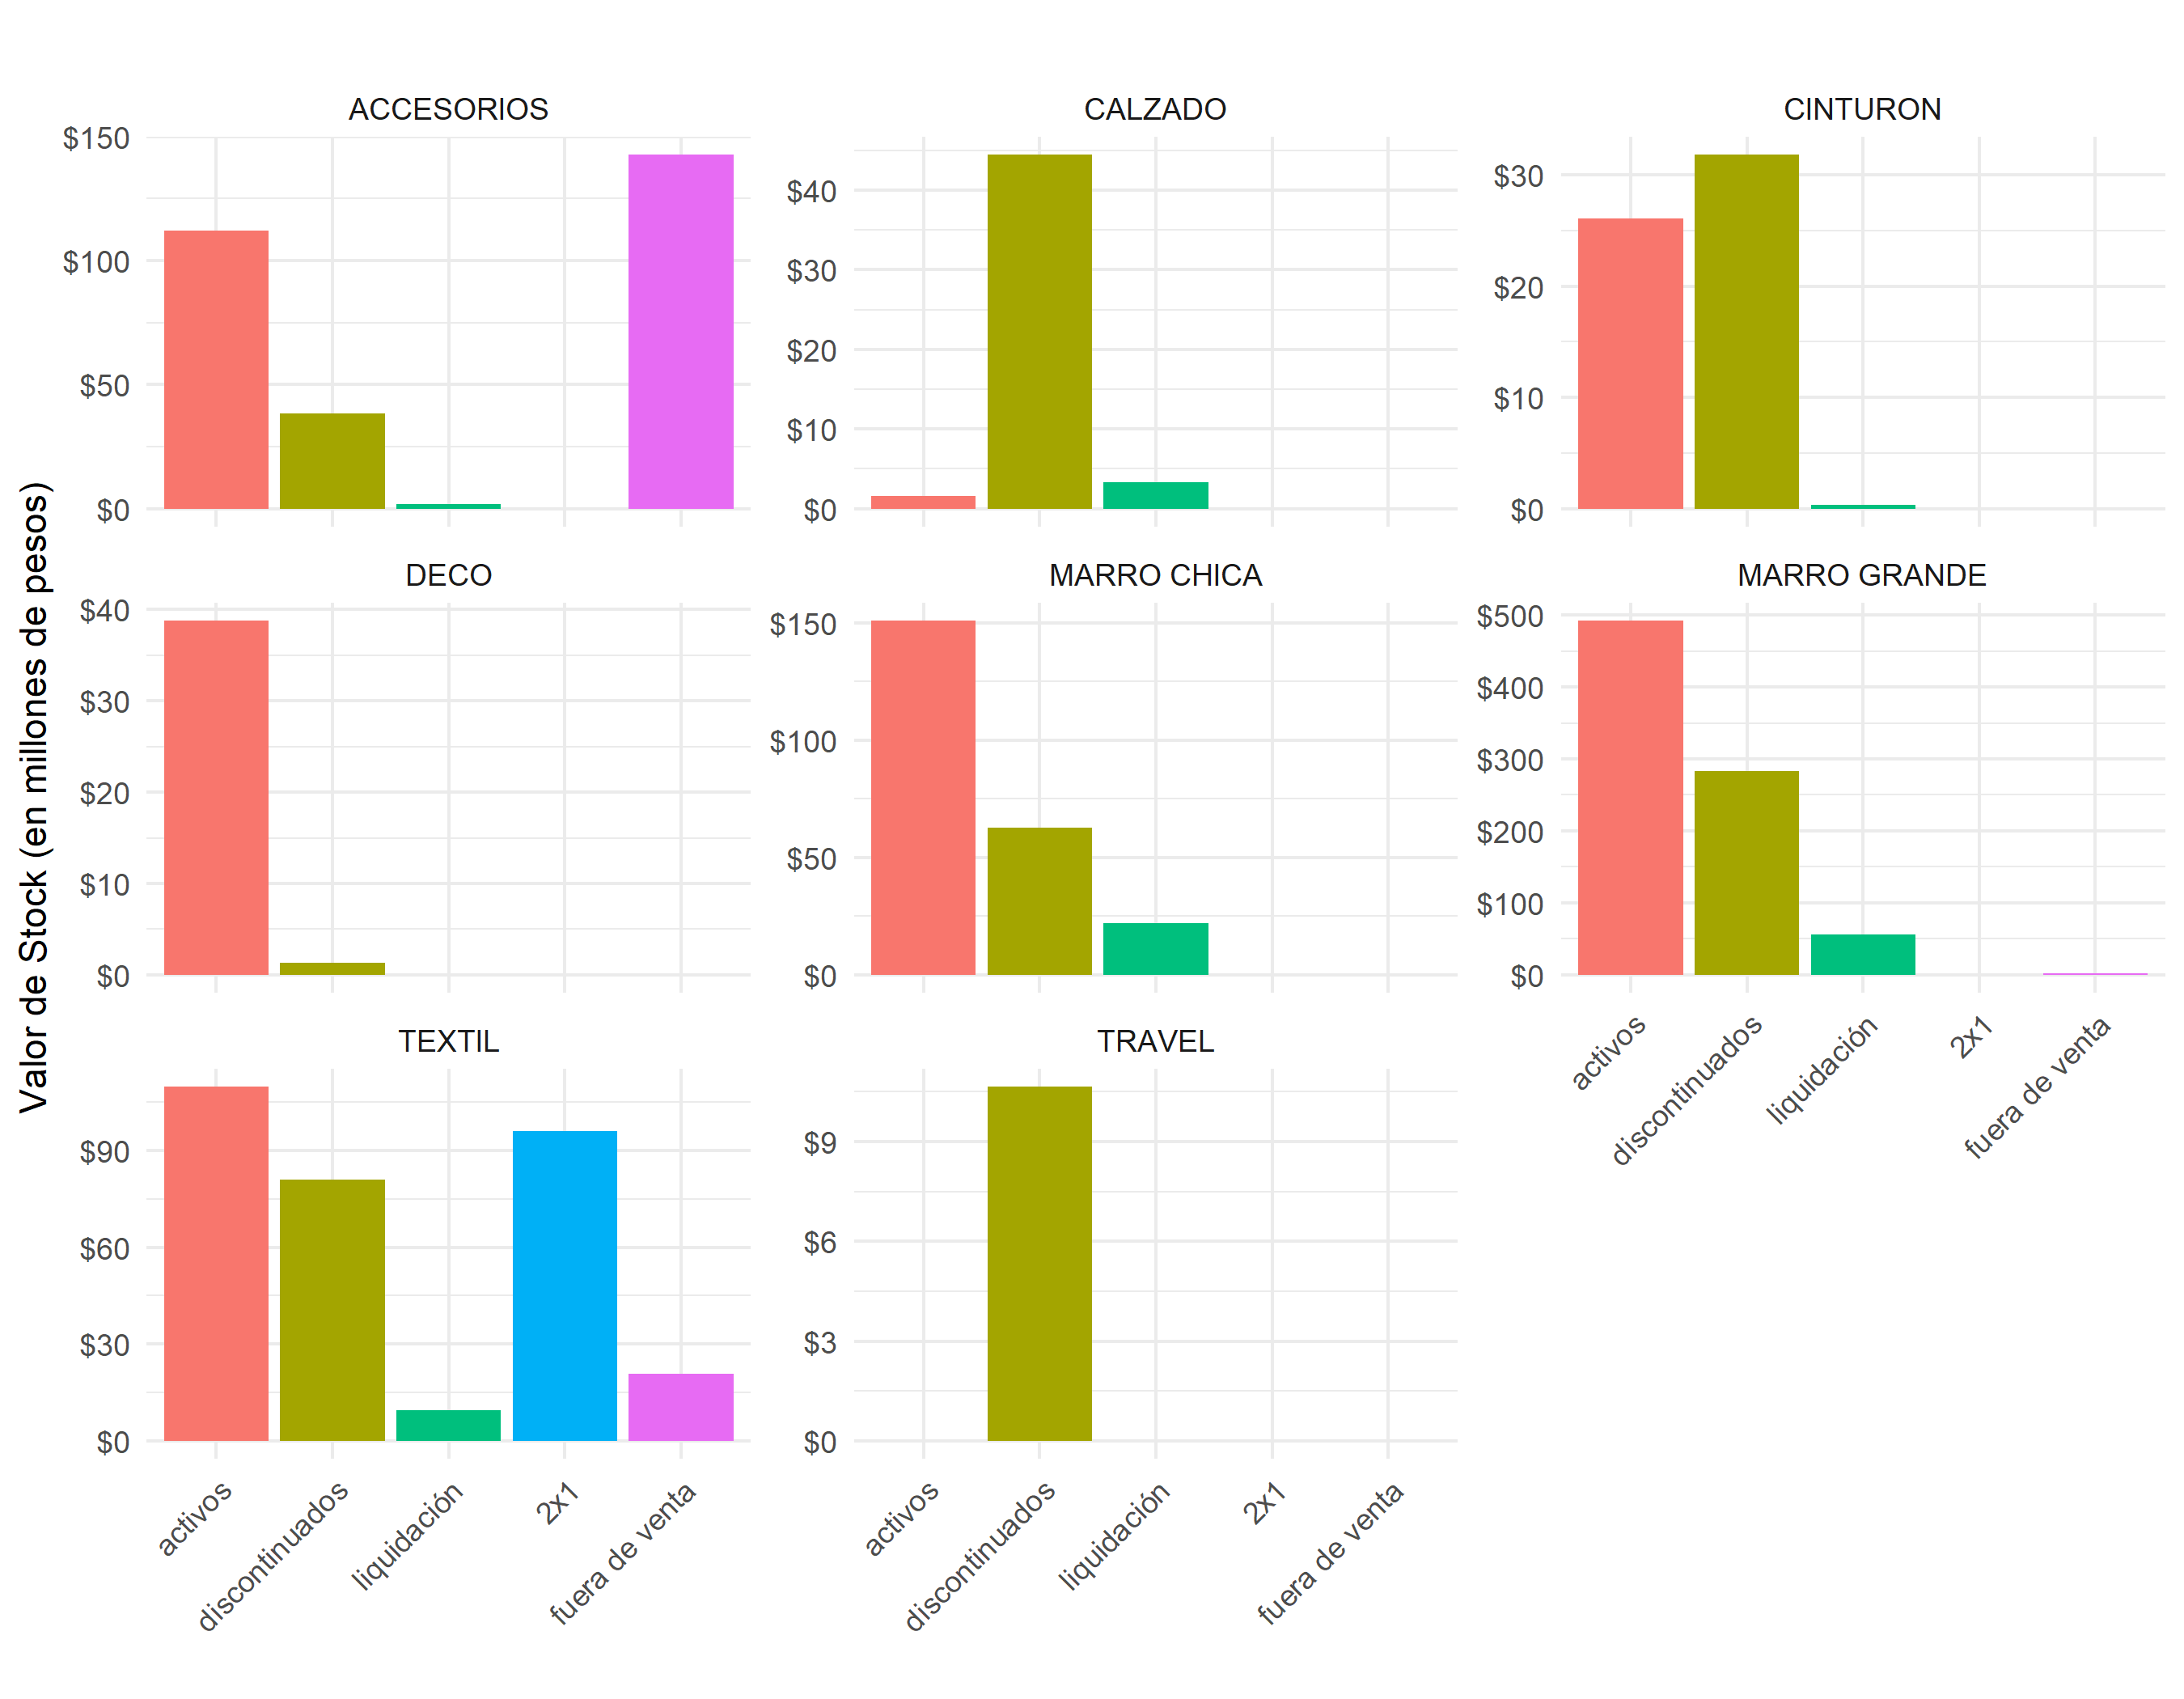 Valor de Stock (en millones de pesos)
ACCESORIOS
$150
$100
$50
$0
CALZADO
$40
$30
$20
$10
$0
CINTURON
$30
$20
$10
$0
DECO
$40
$30
$20
$10
$0
MARRO CHICA
$150
$100
$50
$0
MARRO GRANDE
$500
$400
$300
$200
$100
$0
activos
discontinuados
liquidación
2x1
fuera de venta
TEXTIL
$90
$60
$30
$0
activos
discontinuados
liquidación
2x1
fuera de venta
TRAVEL
$9
$6
$3
$0
activos
discontinuados
liquidación
2x1
fuera de venta